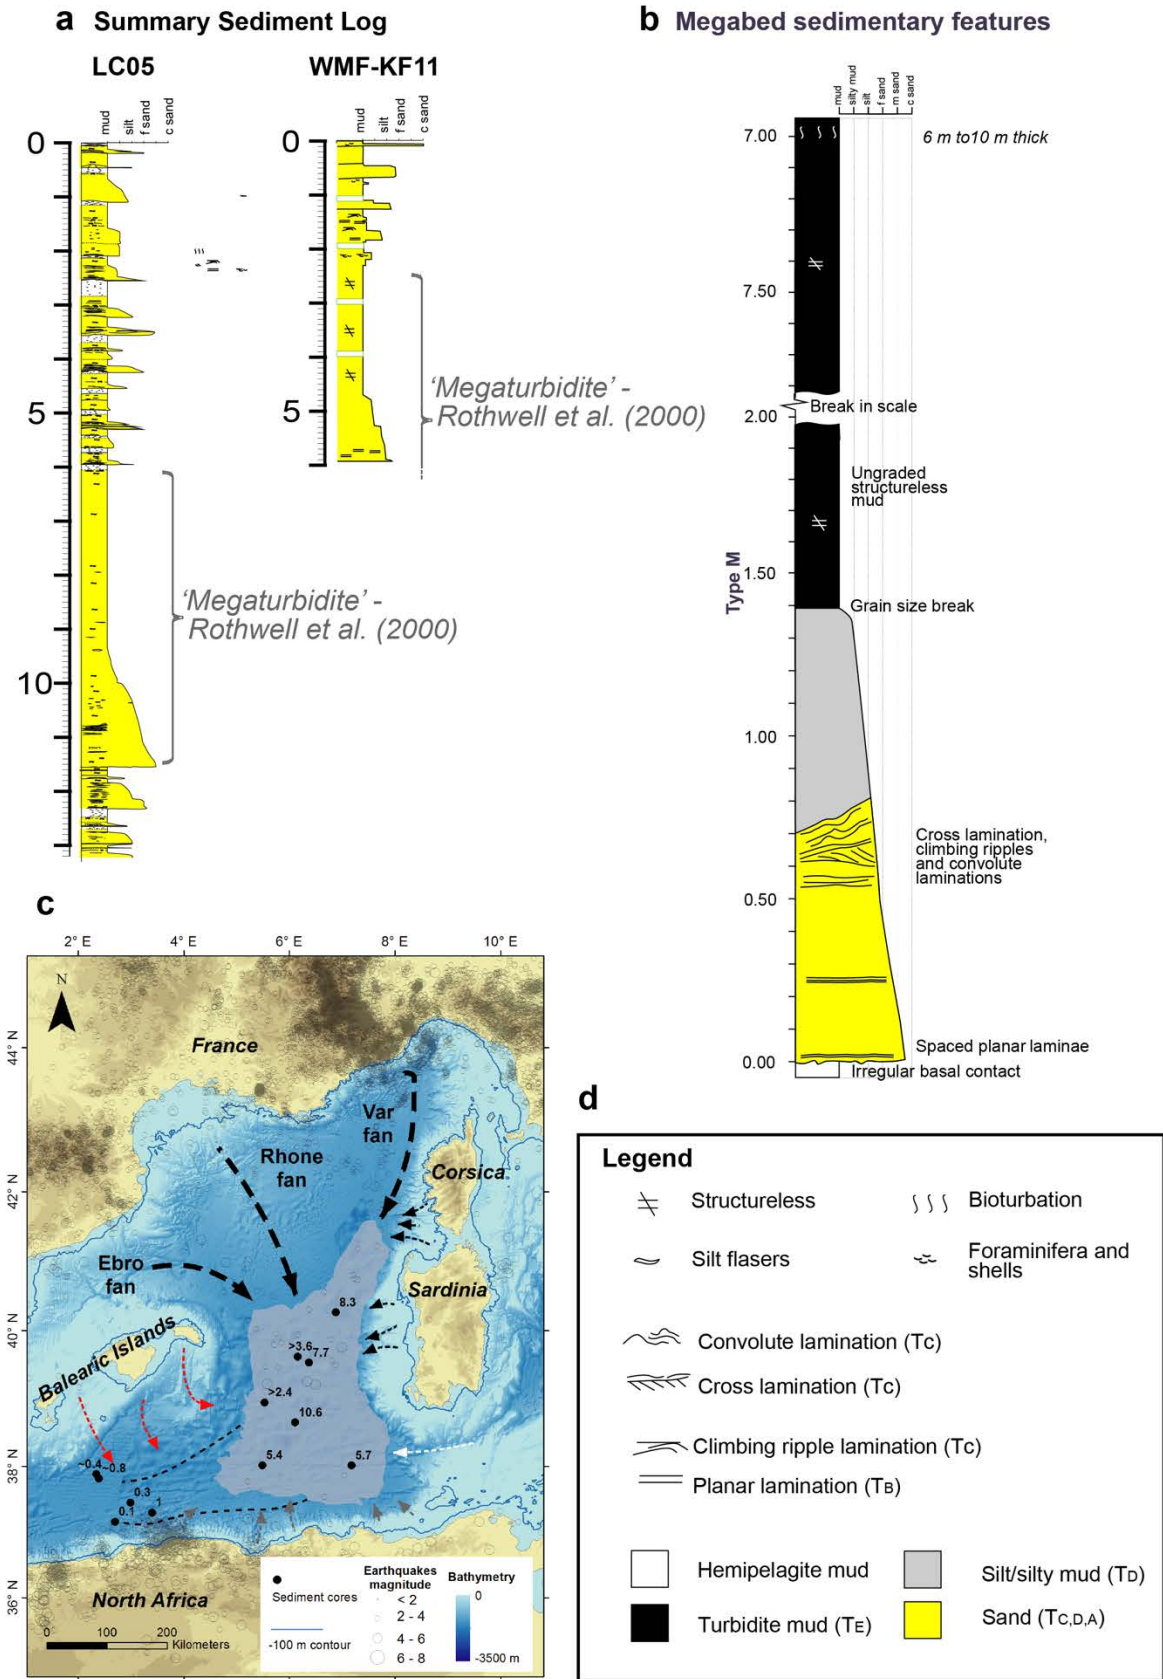 a Summary Sediment Log
LC05
WMF-KF11
mud
silt
f sand
c sand
mud
silt
f sand
c sand
0
5
10
0
5
'Megaturbidite' -
Rothwell et al. (2000)
'Megaturbidite' -
Rothwell et al. (2000)
b Megabed sedimentary features
mud
silty mud
silt
f sand
m sand
c sand
7.00
6 m to10 m thick
7.50
Break in scale
2.00
Ungraded
structureless
mud
Type M
1.50
Grain size break
1.00
Cross lamination,
climbing ripples
and convolute
laminations
0.50
Spaced planar laminae
0.00
Irregular basal contact
c
2° E
4° E
6° E
8° E
10° E
44° N
42° N
40° N
38° N
36° N
N
France
Var
fan
Rhone
fan
Corsica
Ebro
fan
Sardinia
Balearic Islands
8.3
>3.6
7.7
>2.4
10.6
5.4
5.7
~0.4
~0.8
0.3
0.1
1
North Africa
0
100
200
Kilometers
Sediment cores
-100 m contour
Earthquakes
magnitude
< 2
2 - 4
4 - 6
6 - 8
Bathymetry
0
-3500 m
d
Legend
Structureless
Bioturbation
Silt flasers
Foraminifera and
shells
Convolute lamination (Tc)
Cross lamination (Tc)
Climbing ripple lamination (Tc)
Planar lamination (TB)
Hemipelagite mud
Silt/silty mud (TD)
Turbidite mud (TE)
Sand (TC,D,A)